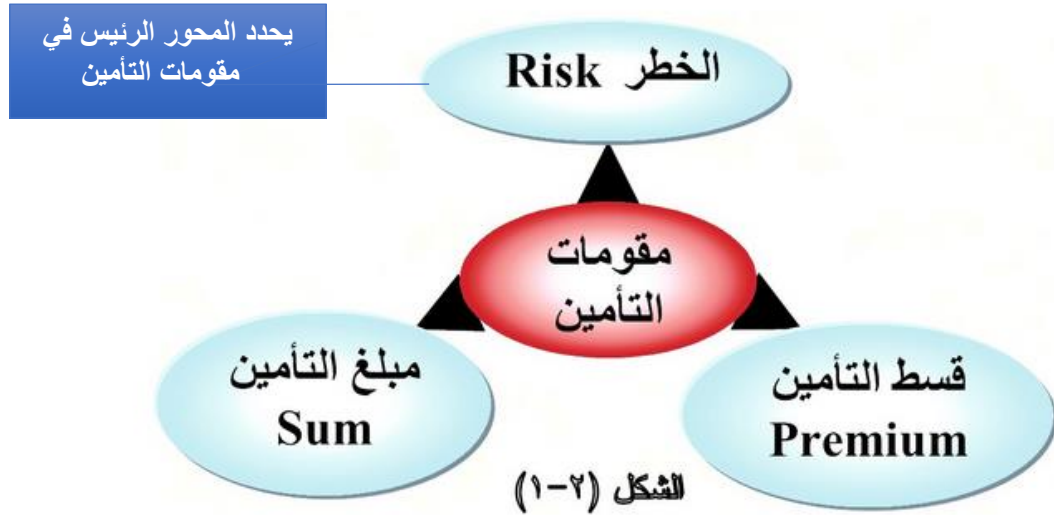 يحدد المحور الرئيس في
مقومات التأمين
الخطر Risk
مقومات
التأمين
قسط التأمين
Premium
مبلغ التأمين
Sum
الشكل (٢-١)